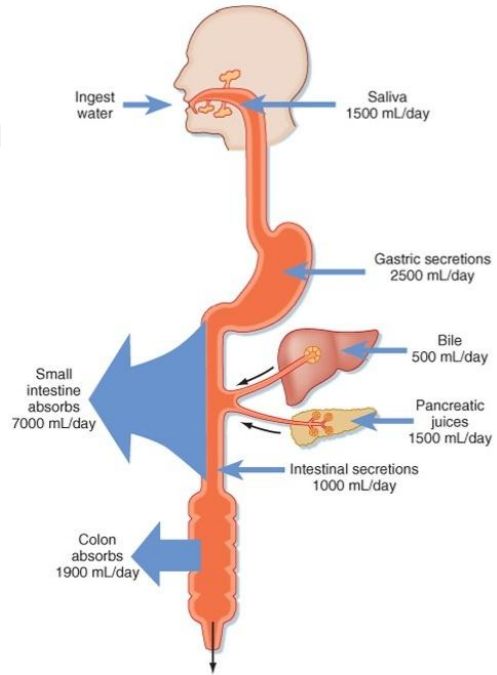 Ingest
water
Saliva
1500 mL/day
Gastric secretions
2500 mL/day
Bile
500 mL/day
Small
intestine
absorbs
7000 mL/day
Pancreatic
juices
1500 mL/day
Intestinal secretions
1000 mL/day
Colon
absorbs
1900 mL/day